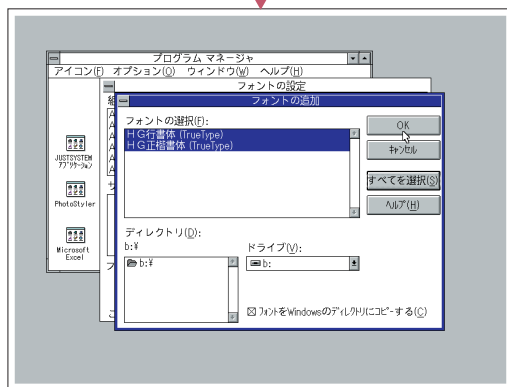 プログラム マネージャ
アイコン(F) オプション(O) ウィンドウ(W) ヘルプ(H)
フォントの設定
フォントの追加
フォントの選択(F):
HG行書体 (TrueType)
HG正楷書体 (TrueType)
OK
キャンセル
すべてを選択(S)
ヘルプ(H)
JUSTSYSTEM
アプリケーション
PhotoStyler
Microsoft
Excel
ディレクトリ(D):
b:¥
b:¥
ドライブ(V):
b:
フォントをWindowsのディレクトリにコピーする(C)